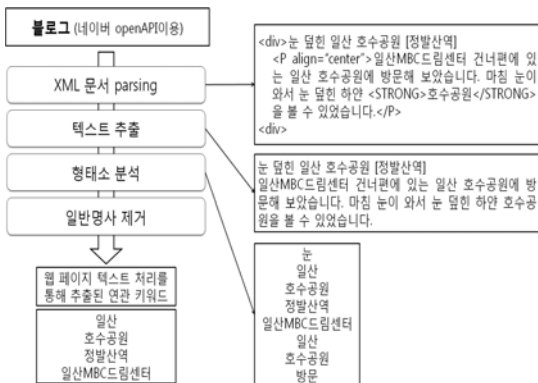 블로그 (네이버 openAPI이용)
XML 문서 parsing
텍스트 추출
형태소 분석
일반명사 제거
웹 페이지 텍스트 처리를
통해 추출된 연관 키워드
일산
호수공원
정발산역
일산MBC드림센터
<div>눈 덮힌 일산 호수공원 [정발산역]
<P align="center">일산MBC드림센터 건너편에 있
는 일산 호수공원에 방문해 보았습니다. 마침 눈이
와서 눈 덮힌 하얀 <STRONG>호수공원</STRONG>
을 볼 수 있었습니다.</P>
<div>
눈 덮힌 일산 호수공원 [정발산역]
일산MBC드림센터 건너편에 있는 일산 호수공원에 방
문해 보았습니다. 마침 눈이 와서 눈 덮힌 하얀 호수공
원을 볼 수 있었습니다.
눈
일산
호수공원
정발산역
일산MBC드림센터
일산
호수공원
방문